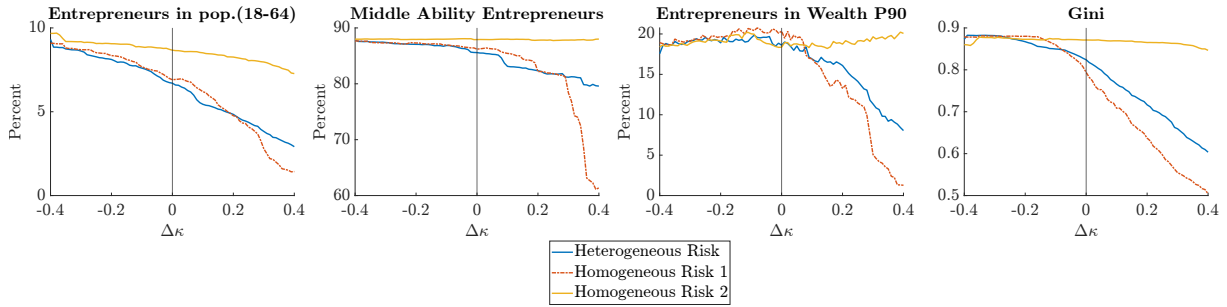 Entrepreneurs in pop.(18-64)
Percent
10
5
0
-0.4 -0.2 0 0.2 0.4
Δκ
Middle Ability Entrepreneurs
Percent
90
80
70
60
-0.4 -0.2 0 0.2 0.4
Δκ
Entrepreneurs in Wealth P90
Percent
20
15
10
5
0
-0.4 -0.2 0 0.2 0.4
Δκ
Gini
0.9
0.8
0.7
0.6
0.5
-0.4 -0.2 0 0.2 0.4
Δκ
Heterogeneous Risk
Homogeneous Risk 1
Homogeneous Risk 2